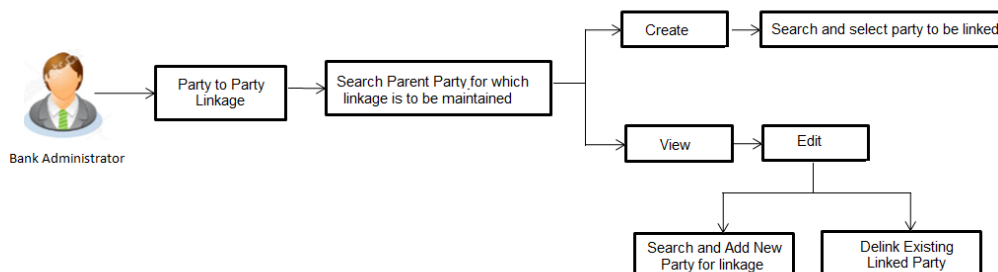 Create
Search and select party to be linked
Party to Party
Linkage
Search Parent Party for which
linkage is to be maintained
Bank Administrator
View
Edit
Search and Add New
Party for linkage
Delink Existing
Linked Party